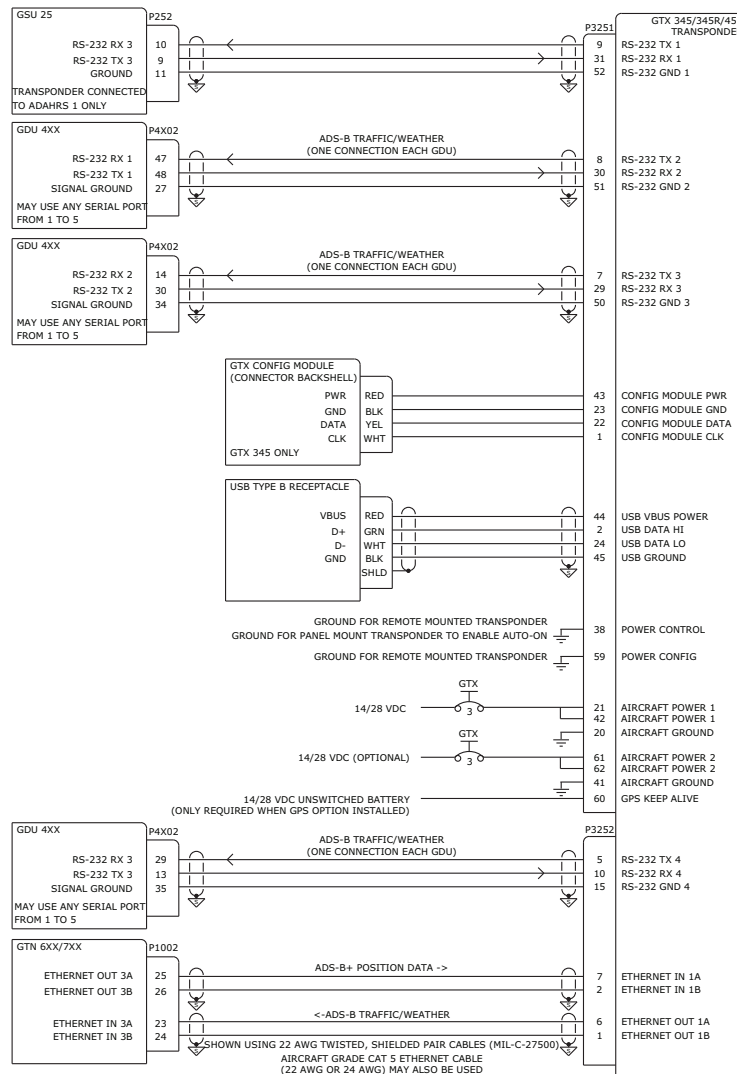 GSU 25
P252
RS-232 RX 3 10
RS-232 TX 3 9
GROUND 11
TRANSPONDER CONNECTED
TO ADAHRS 1 ONLY
P3251
GTX 345/345R/45
TRANSPONDE
9 RS-232 TX 1
31 RS-232 RX 1
52 RS-232 GND 1
S S
GDU 4XX
P4X02
RS-232 RX 1 47
RS-232 TX 1 48
SIGNAL GROUND 27
MAY USE ANY SERIAL PORT
FROM 1 TO 5
ADS-B TRAFFIC/WEATHER
(ONE CONNECTION EACH GDU)
8 RS-232 TX 2
30 RS-232 RX 2
51 RS-232 GND 2
S S
GDU 4XX
P4X02
RS-232 RX 2 14
RS-232 TX 2 30
SIGNAL GROUND 34
MAY USE ANY SERIAL PORT
FROM 1 TO 5
ADS-B TRAFFIC/WEATHER
(ONE CONNECTION EACH GDU)
7 RS-232 TX 3
29 RS-232 RX 3
50 RS-232 GND 3
S S
GTX CONFIG MODULE
(CONNECTOR BACKSHELL)
PWR RED
GND BLK
DATA YEL
CLK WHT
GTX 345 ONLY
43 CONFIG MODULE PWR
23 CONFIG MODULE GND
22 CONFIG MODULE DATA
1 CONFIG MODULE CLK
USB TYPE B RECEPTACLE
VBUS RED
D+ GRN
D- WHT
GND BLK
SHLD
44 USB VBUS POWER
2 USB DATA HI
24 USB DATA LO
45 USB GROUND
S
GROUND FOR REMOTE MOUNTED TRANSPONDER
GROUND FOR PANEL MOUNT TRANSPONDER TO ENABLE AUTO-ON
38 POWER CONTROL
GROUND FOR REMOTE MOUNTED TRANSPONDER
59 POWER CONFIG
GTX
14/28 VDC 3
21 AIRCRAFT POWER 1
42 AIRCRAFT POWER 1
20 AIRCRAFT GROUND
GTX
14/28 VDC (OPTIONAL) 3
61 AIRCRAFT POWER 2
62 AIRCRAFT POWER 2
41 AIRCRAFT GROUND
14/28 VDC UNSWITCHED BATTERY
(ONLY REQUIRED WHEN GPS OPTION INSTALLED)
60 GPS KEEP ALIVE
GDU 4XX
P4X02
RS-232 RX 3 29
RS-232 TX 3 13
SIGNAL GROUND 35
MAY USE ANY SERIAL PORT
FROM 1 TO 5
ADS-B TRAFFIC/WEATHER
(ONE CONNECTION EACH GDU)
P3252
5 RS-232 TX 4
10 RS-232 RX 4
15 RS-232 GND 4
S S
GTN 6XX/7XX
P1002
ETHERNET OUT 3A 25
ETHERNET OUT 3B 26
ETHERNET IN 3A 23
ETHERNET IN 3B 24
ADS-B+ POSITION DATA ->
7 ETHERNET IN 1A
2 ETHERNET IN 1B
S S
<-ADS-B TRAFFIC/WEATHER
6 ETHERNET OUT 1A
1 ETHERNET OUT 1B
S S
SHOWN USING 22 AWG TWISTED, SHIELDED PAIR CABLES (MIL-C-27500)
AIRCRAFT GRADE CAT 5 ETHERNET CABLE
(22 AWG OR 24 AWG) MAY ALSO BE USED